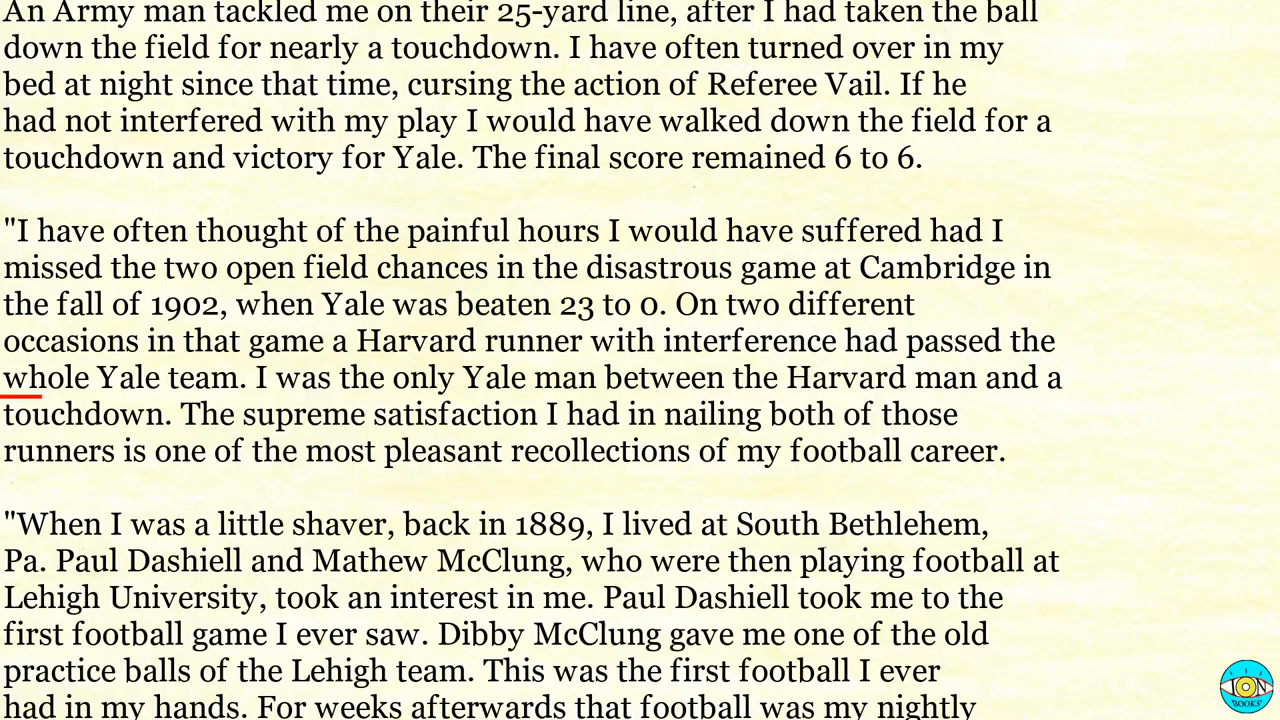 An Army man tackled me on their 25-yard line, after I had taken the ball
down the field for nearly a touchdown. I have often turned over in my
bed at night since that time, cursing the action of Referee Vail. If he
had not interfered with my play I would have walked down the field for a
touchdown and victory for Yale. The final score remained 6 to 6.
"I have often thought of the painful hours I would have suffered had I
missed the two open field chances in the disastrous game at Cambridge in
the fall of 1902, when Yale was beaten 23 to 0. On two different
occasions in that game a Harvard runner with interference had passed the
whole Yale team. I was the only Yale man between the Harvard man and a
touchdown. The supreme satisfaction I had in nailing both of those
runners is one of the most pleasant recollections of my football career.
"When I was a little shaver, back in 1889, I lived at South Bethlehem,
Pa. Paul Dashiell and Mathew McClung, who were then playing football at
Lehigh University, took an interest in me. Paul Dashiell took me to the
first football game I ever saw. Dibby McClung gave me one of the old
practice balls of the Lehigh team. This was the first football I ever
had in my hands. For weeks afterwards that football was my nightly
ION
BOOKS